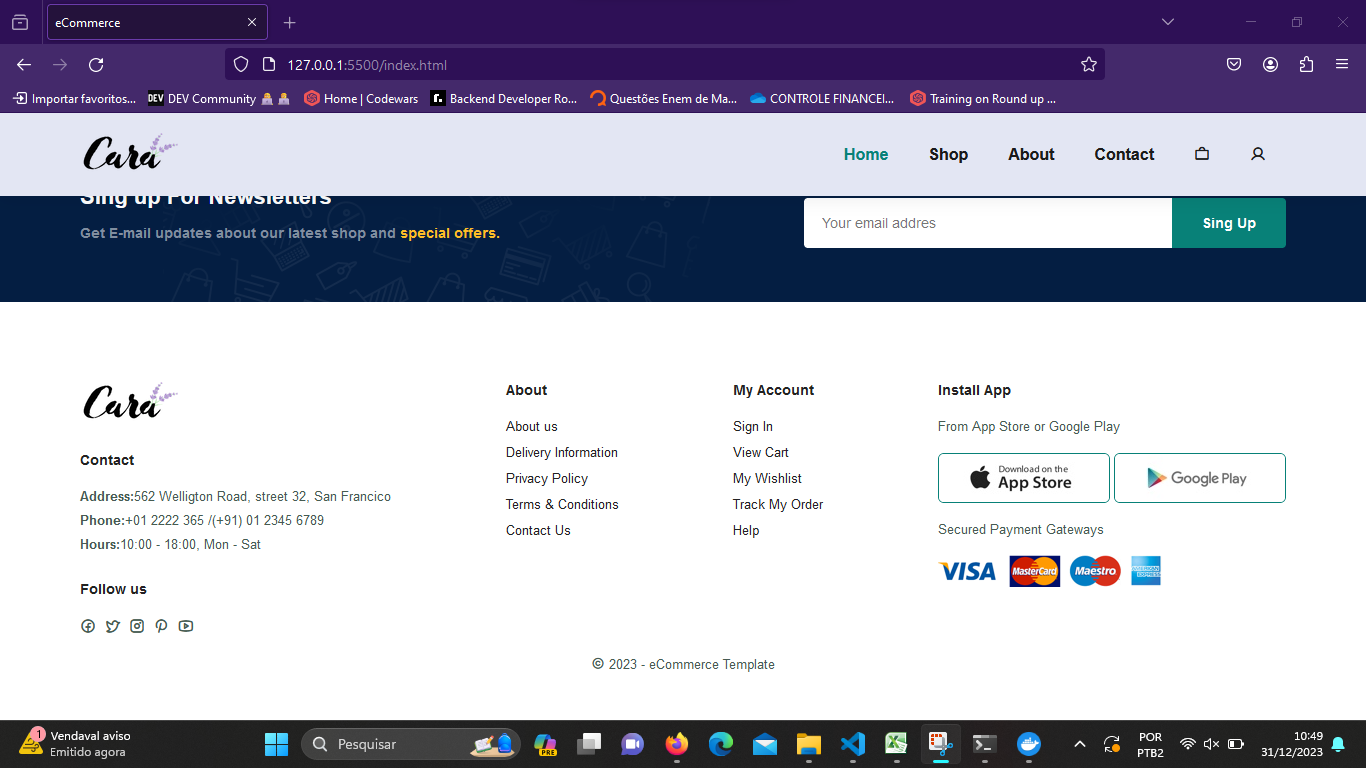 eCommerce
127.0.0.1:5500/index.html
Importar favoritos... DEV DEV Community Home | Codewars r. Backend Developer Ro... Questões Enem de Ma... CONTROLE FINANCEI... Training on Round up ...
Cara Home Shop About Contact
Sing up For Newsletters
Get E-mail updates about our latest shop and special offers.
Your email addres Sing Up
Cara
Contact
Address:562 Welligton Road, street 32, San Francico
Phone:+01 2222 365 /(+91) 01 2345 6789
Hours:10:00 - 18:00, Mon - Sat
Follow us
About
About us
Delivery Information
Privacy Policy
Terms & Conditions
Contact Us
My Account
Sign In
View Cart
My Wishlist
Track My Order
Help
Install App
From App Store or Google Play
Download on the
App Store
Google Play
Secured Payment Gateways
VISA MasterCard Maestro AMERICAN EXPRESS
© 2023 - eCommerce Template
1 Vendaval aviso
Emitido agora
Pesquisar
PRE
POR
PTB2
10:49
31/12/2023